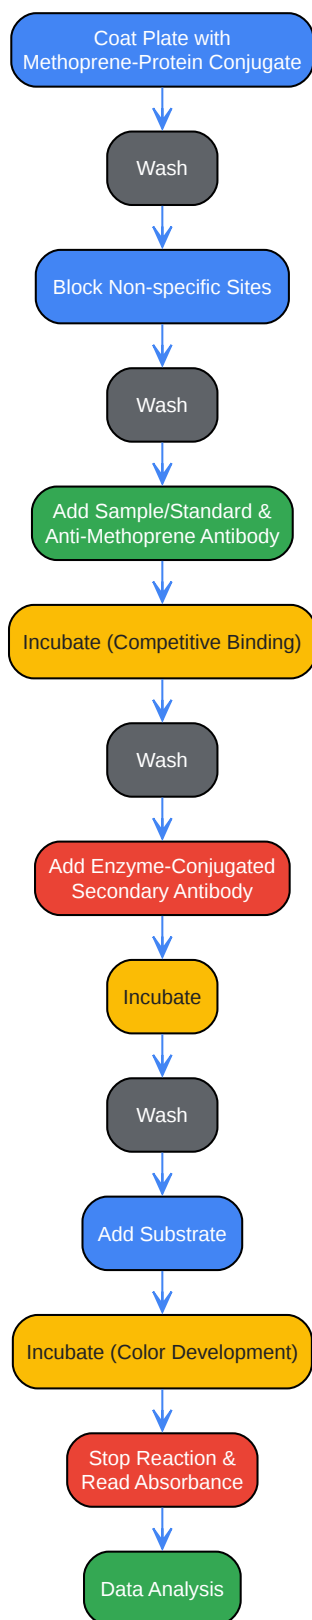 Coat Plate with
Methoprene-Protein Conjugate
Wash
Block Non-specific Sites
Wash
Add Sample/Standard &
Anti-Methoprene Antibody
Incubate (Competitive Binding)
Wash
Add Enzyme-Conjugated
Secondary Antibody
Incubate
Wash
Add Substrate
Incubate (Color Development)
Stop Reaction &
Read Absorbance
Data Analysis